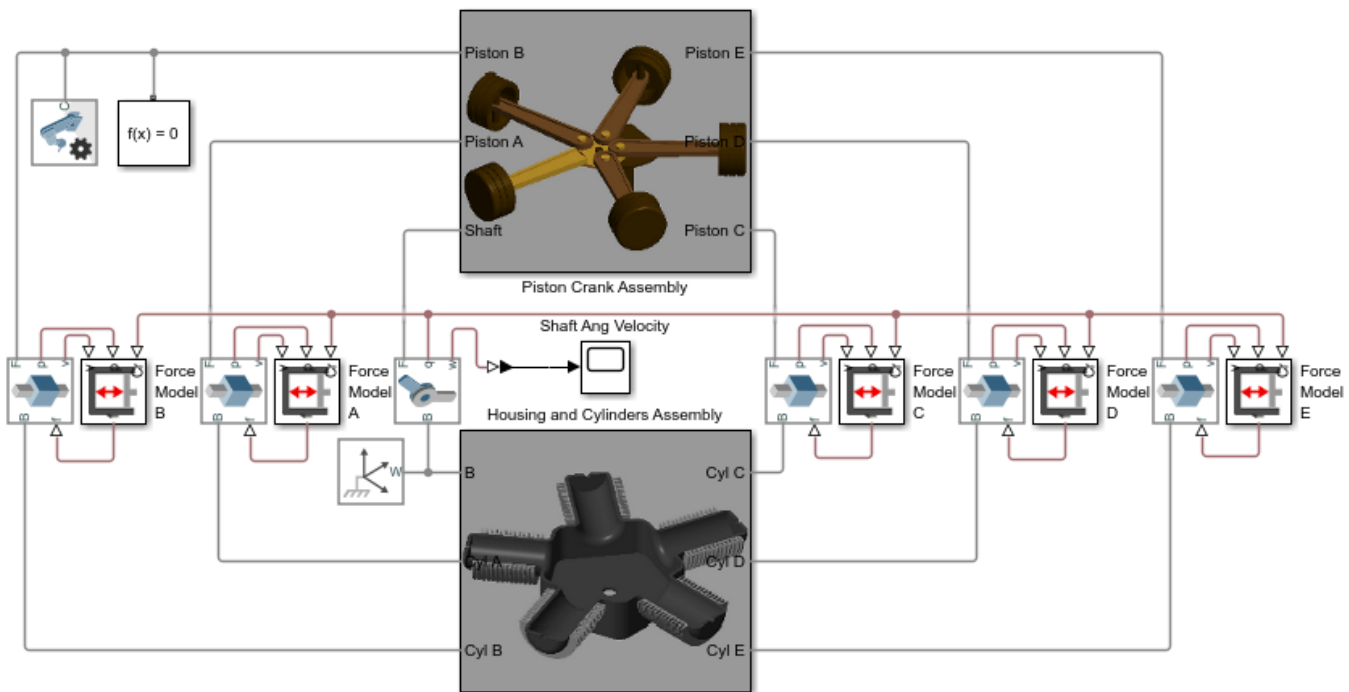 Piston B
Piston E
C
f(x) = 0
Piston A
Piston D
Shaft
Piston C
Piston Crank Assembly
Shaft Ang Velocity
F
p
v
v
p
q
f
B
Force
Model
B
F
p
v
v
p
q
f
B
Force
Model
A
F
q
w
B
F
p
v
v
p
q
f
B
Force
Model
C
F
p
v
v
p
q
f
B
Force
Model
D
F
p
v
v
p
q
f
B
Force
Model
E
Housing and Cylinders Assembly
W
B
Cyl C
Cyl A
Cyl D
Cyl B
Cyl E